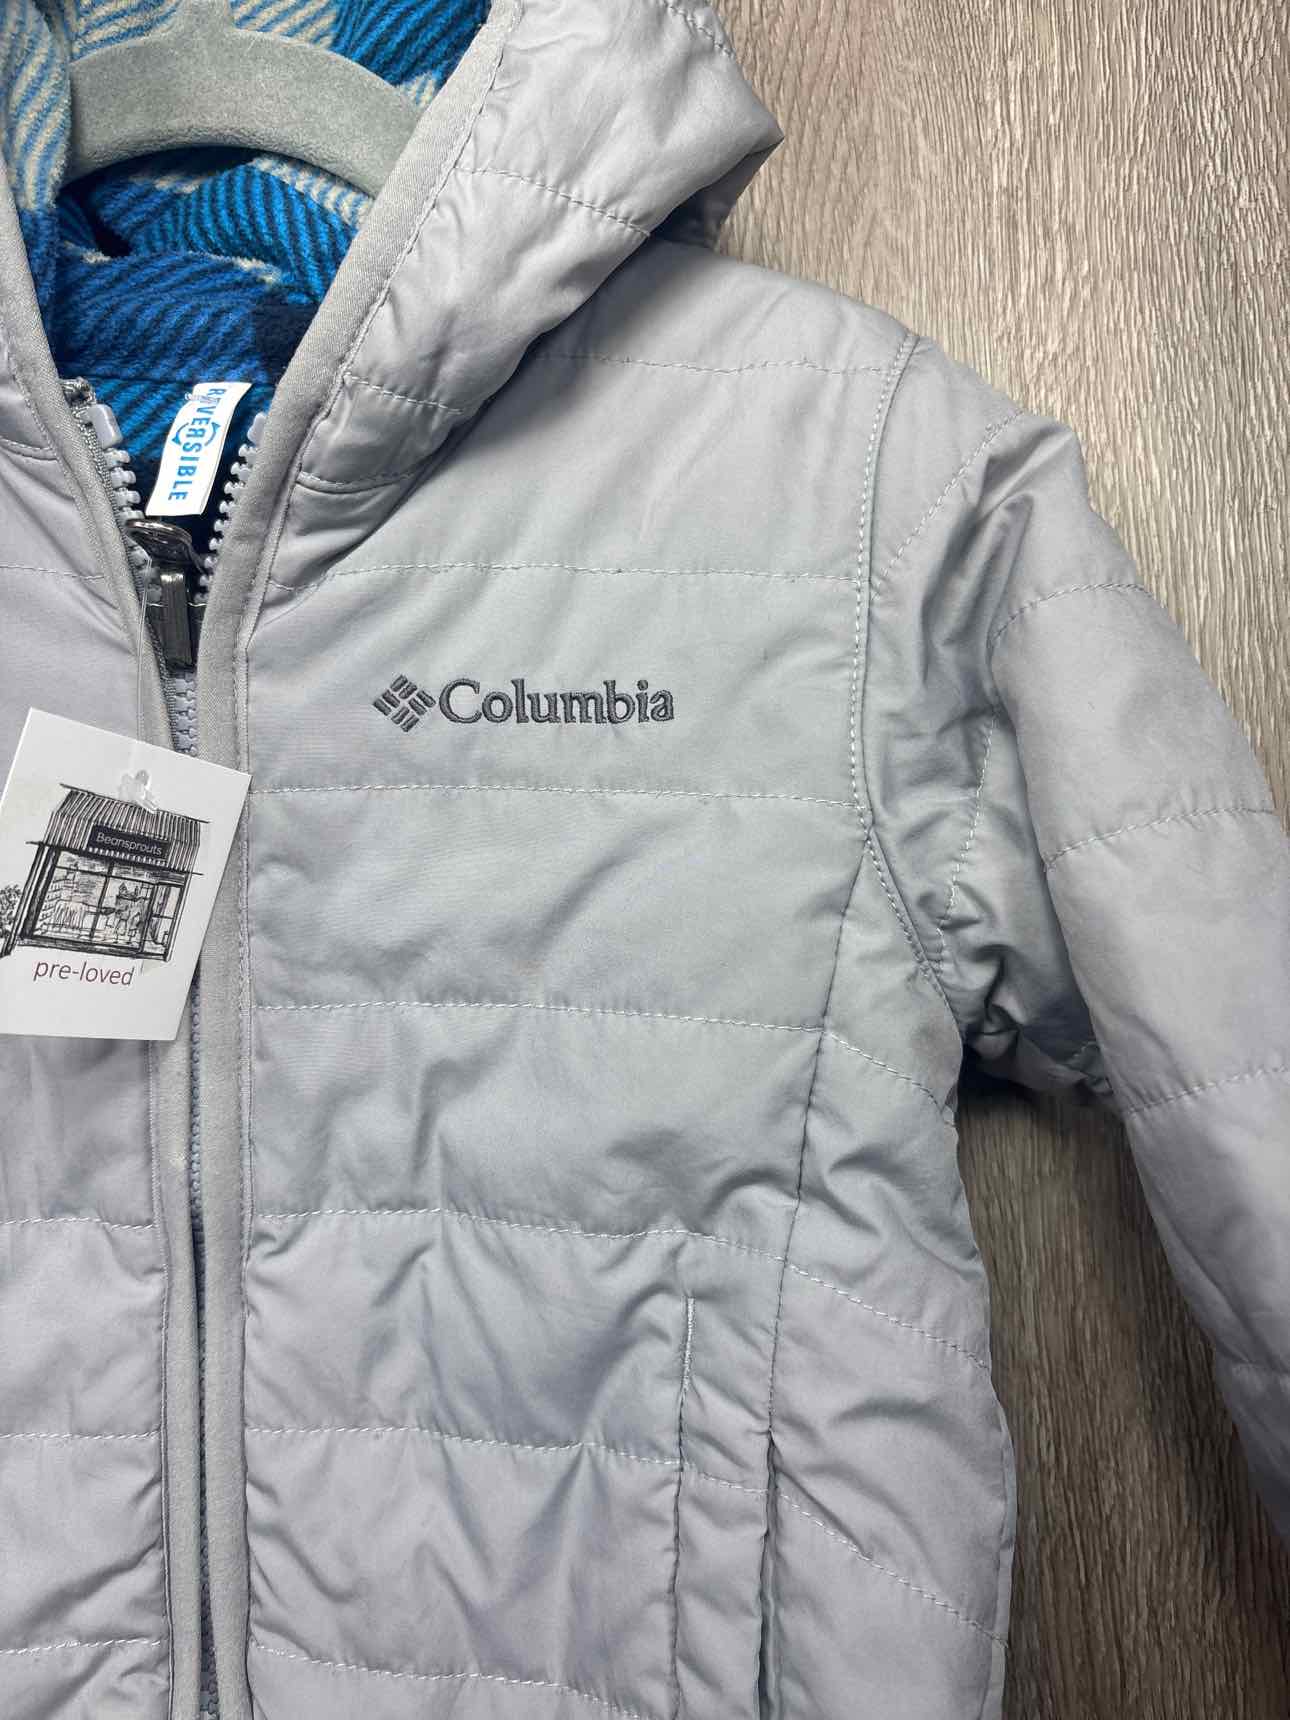 REVERSIBLE
Columbia
Beansprouts
pre-loved